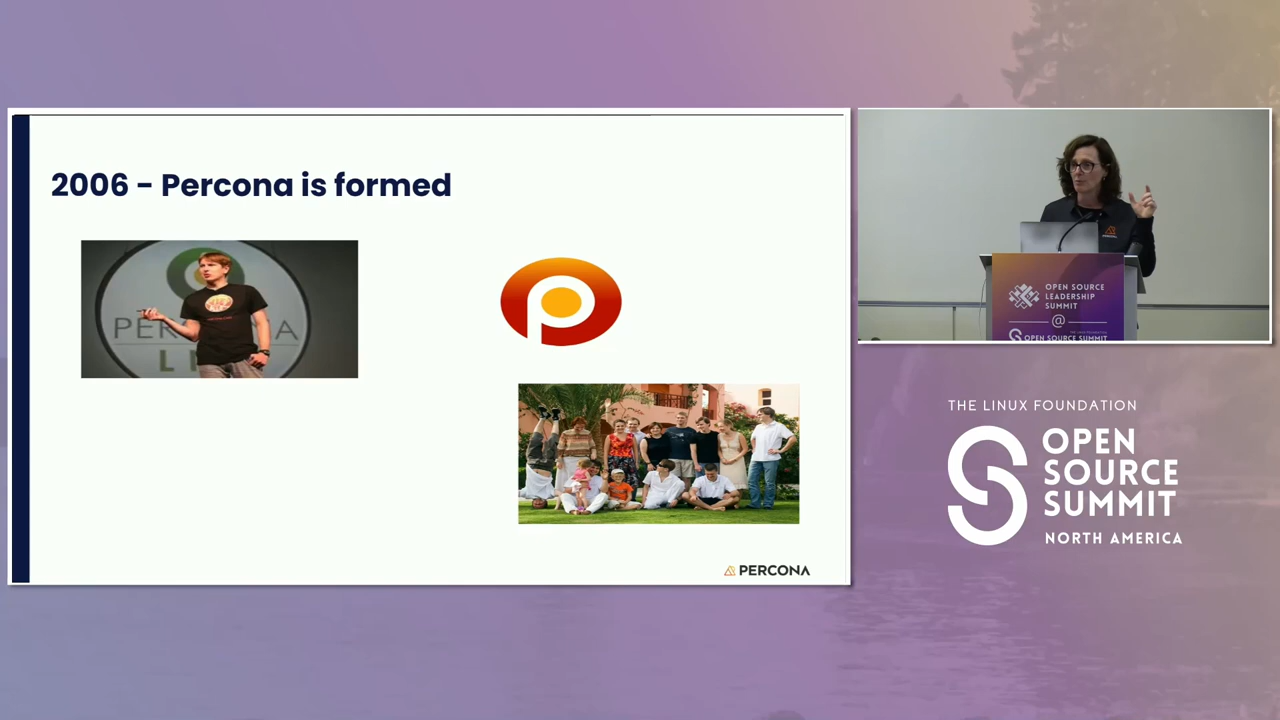 2006 - Percona is formed
PERCONA
PERCONA
OPEN SOURCE
LEADERSHIP
SUMMIT
@
OPEN SOURCE SUMMIT
THE LINUX FOUNDATION
OPEN
SOURCE
SUMMIT
NORTH AMERICA